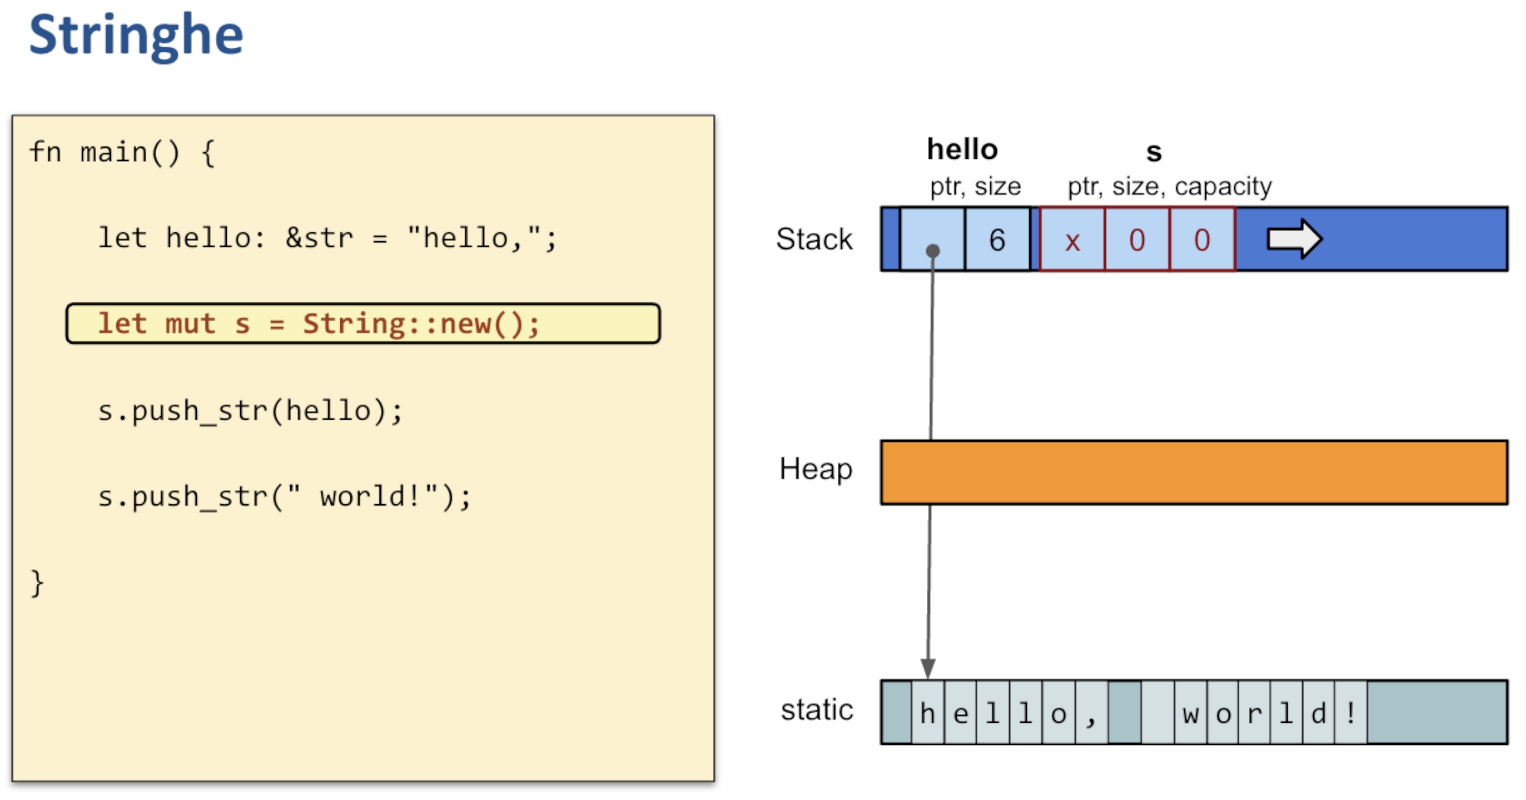 Stringhe
fn main() {
let hello: &str = "hello,";
let mut s = String::new();
s.push_str(hello);
s.push_str(" world!");
}
hello s
ptr, size ptr, size, capacity
Stack 6 x 0 0
Heap
static h e l l o , w o r l d !